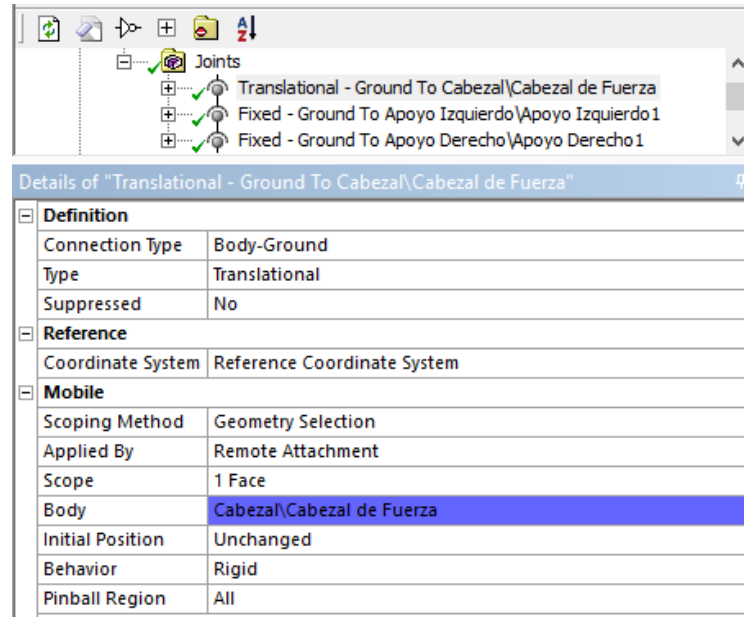 Joints
Translational - Ground To Cabezal\Cabezal de Fuerza
Fixed - Ground To Apoyo Izquierdo\Apoyo Izquierdo1
Fixed - Ground To Apoyo Derecho\Apoyo Derecho1
Details of "Translational - Ground To Cabezal\Cabezal de Fuerza"
Definition
Connection Type Body-Ground
Type Translational
Suppressed No
Reference
Coordinate System Reference Coordinate System
Mobile
Scoping Method Geometry Selection
Applied By Remote Attachment
Scope 1 Face
Body Cabezal\Cabezal de Fuerza
Initial Position Unchanged
Behavior Rigid
Pinball Region All